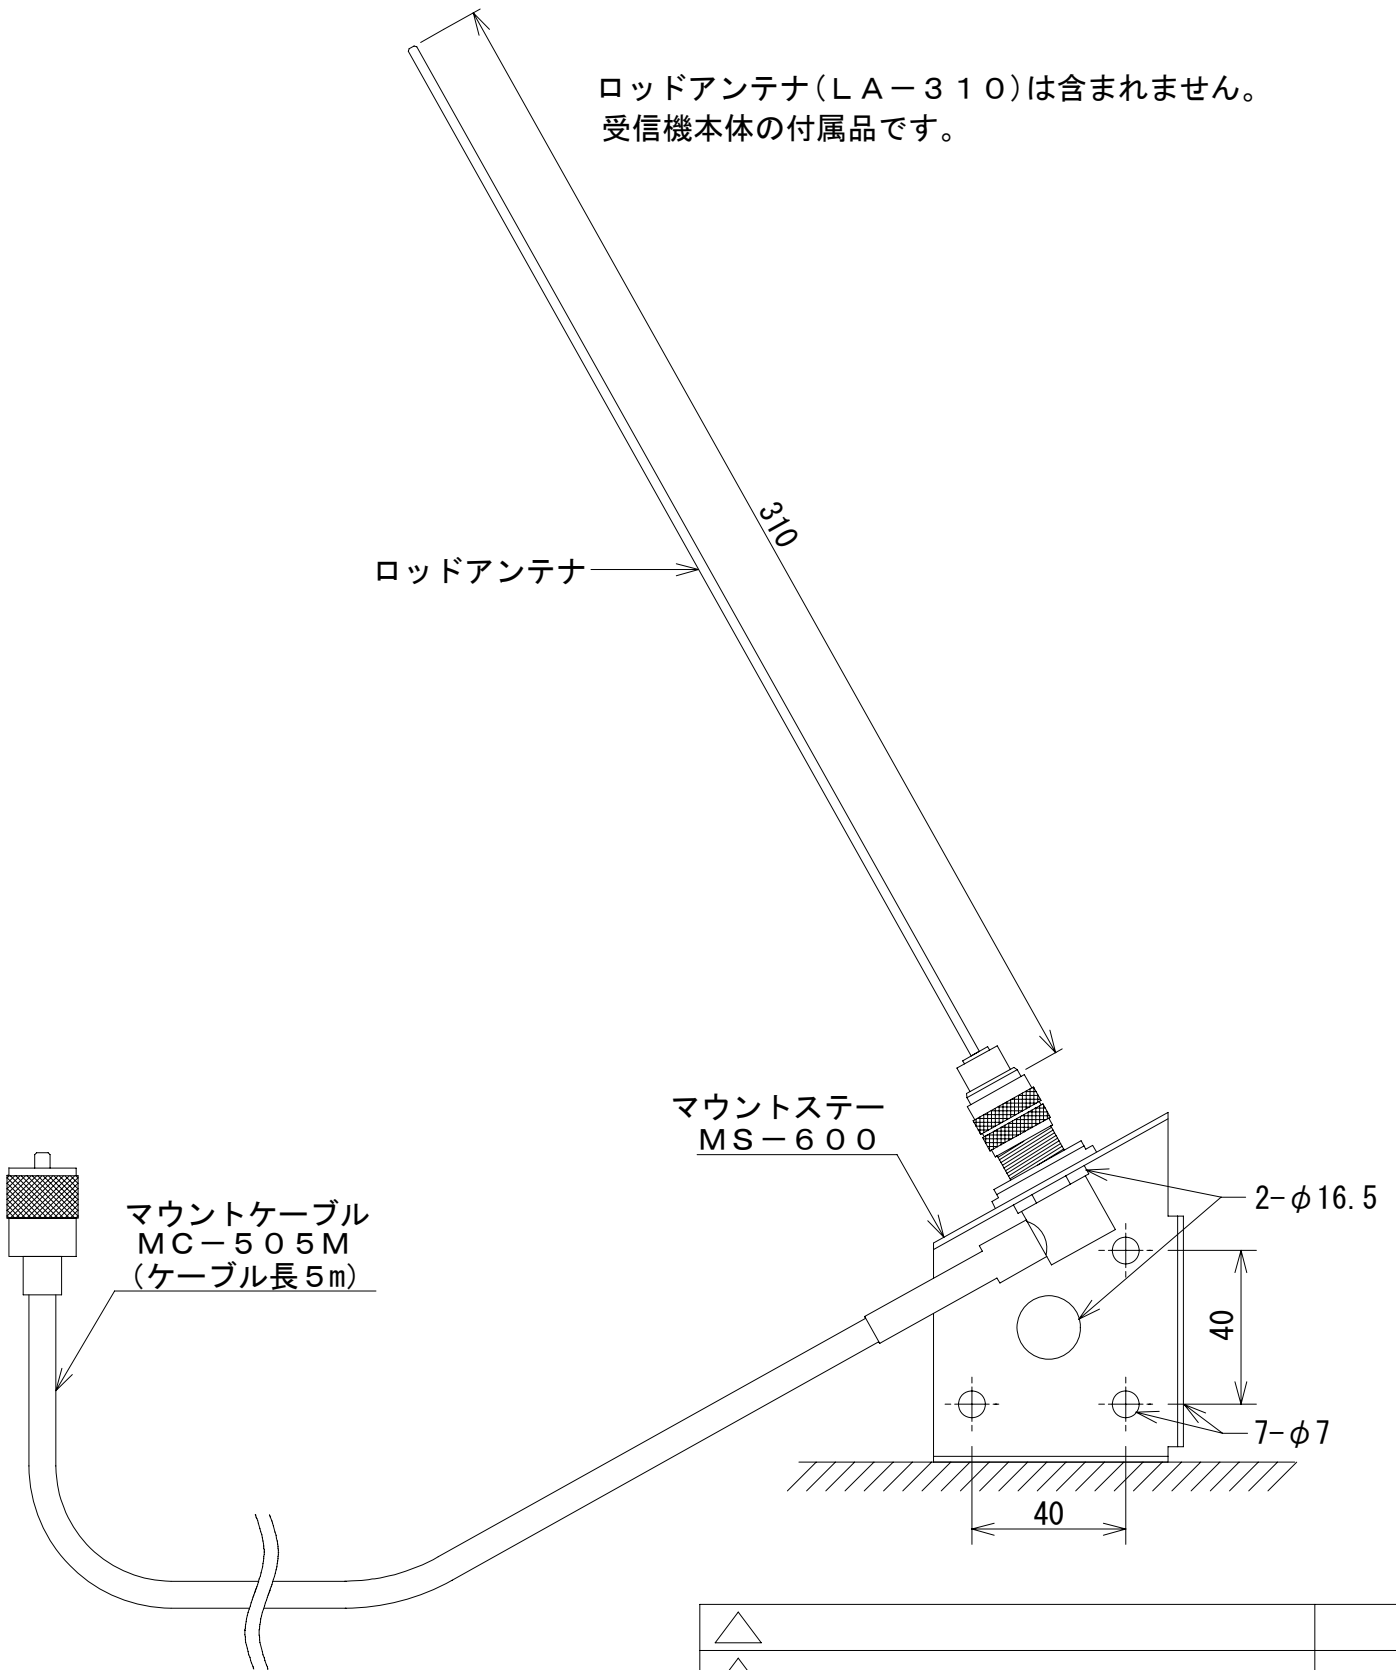 ロッドアンテナ(ＬＡ－３１０)は含まれません。
受信機本体の付属品です。
310
ロッドアンテナ
マウントステー
ＭＳ－６００
2-φ16.5
マウントケーブル
ＭＣ－５０５Ｍ
(ケーブル長５ｍ)
40
7-φ7
40